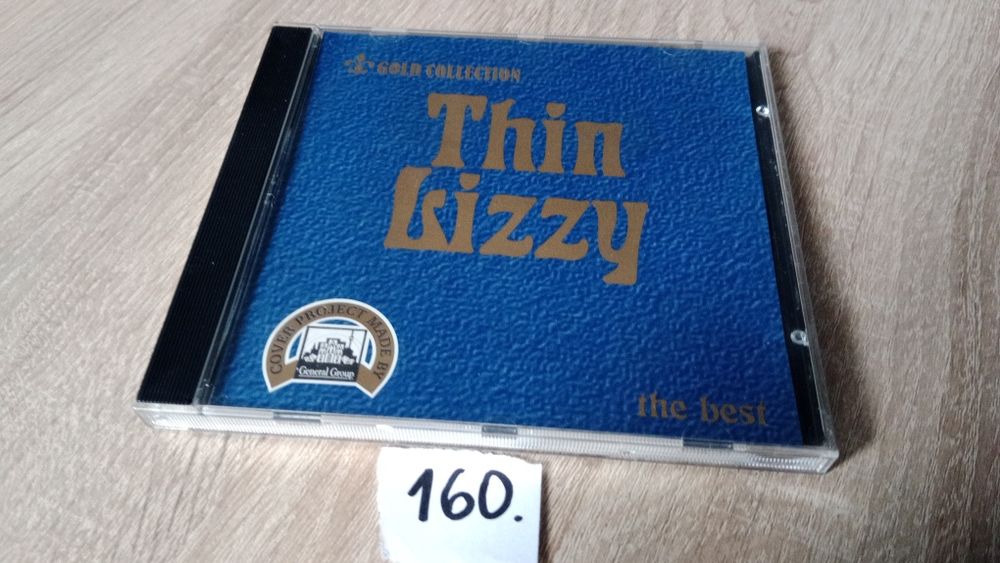 GOLD COLLECTION
Thin
Lizzy
COVER PROJECT MADE BY
General Group
the best
160.